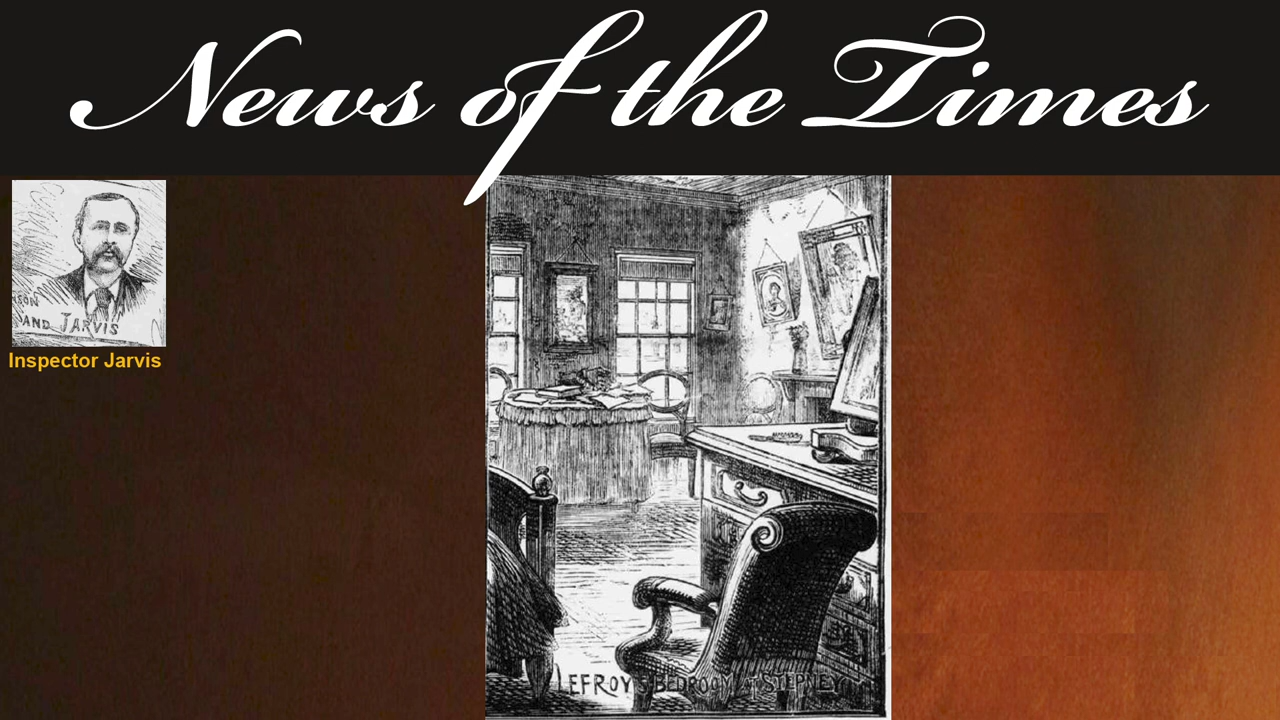 News of the Times
AND JARVIS
Inspector Jarvis
LEFROY'S BEDROOM AT STEPNEY